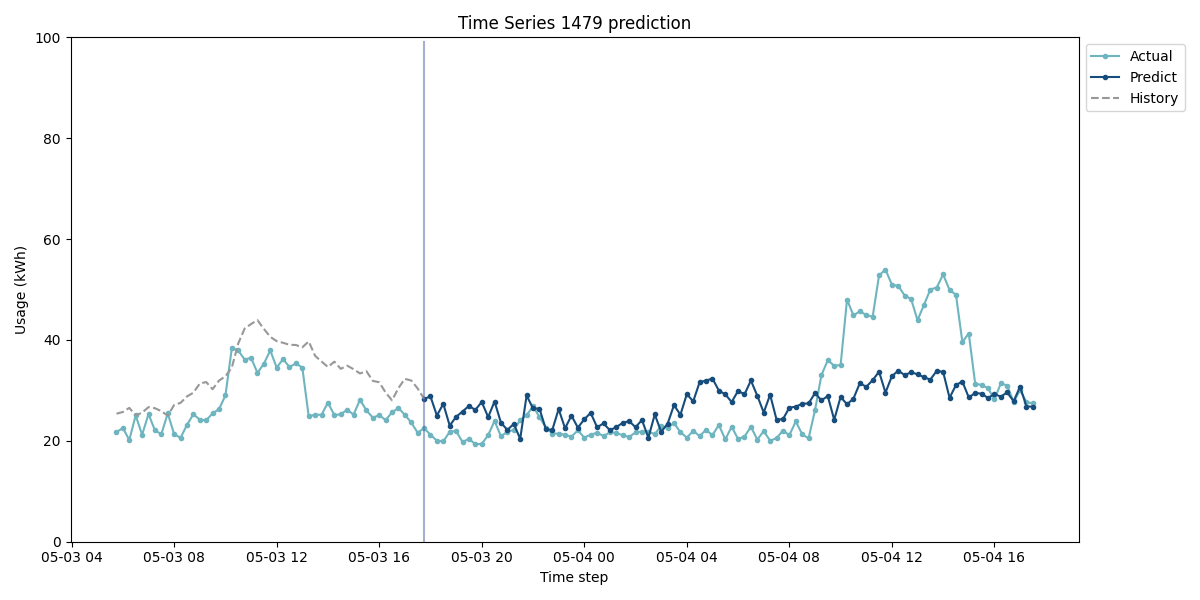 Time Series 1479 prediction
100
80
60
40
20
0
Usage (kWh)
05-03 04
05-03 08
05-03 12
05-03 16
05-03 20
05-04 00
05-04 04
05-04 08
05-04 12
05-04 16
Time step
Actual
Predict
History